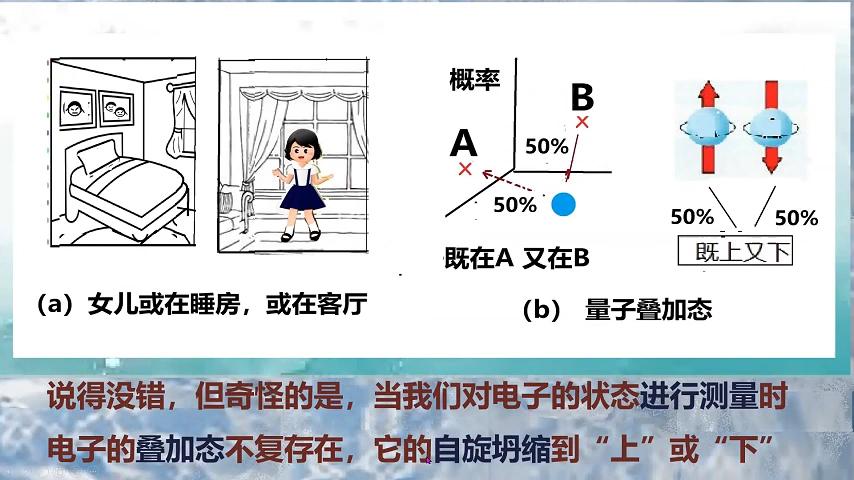 概率
B
A
50%
50%
既在A 又在B
50%
50%
既上又下
（a）女儿或在睡房，或在客厅
（b） 量子叠加态
说得没错，但奇怪的是，当我们对电子的状态进行测量时
电子的叠加态不复存在，它的自旋坍缩到“上”或“下”